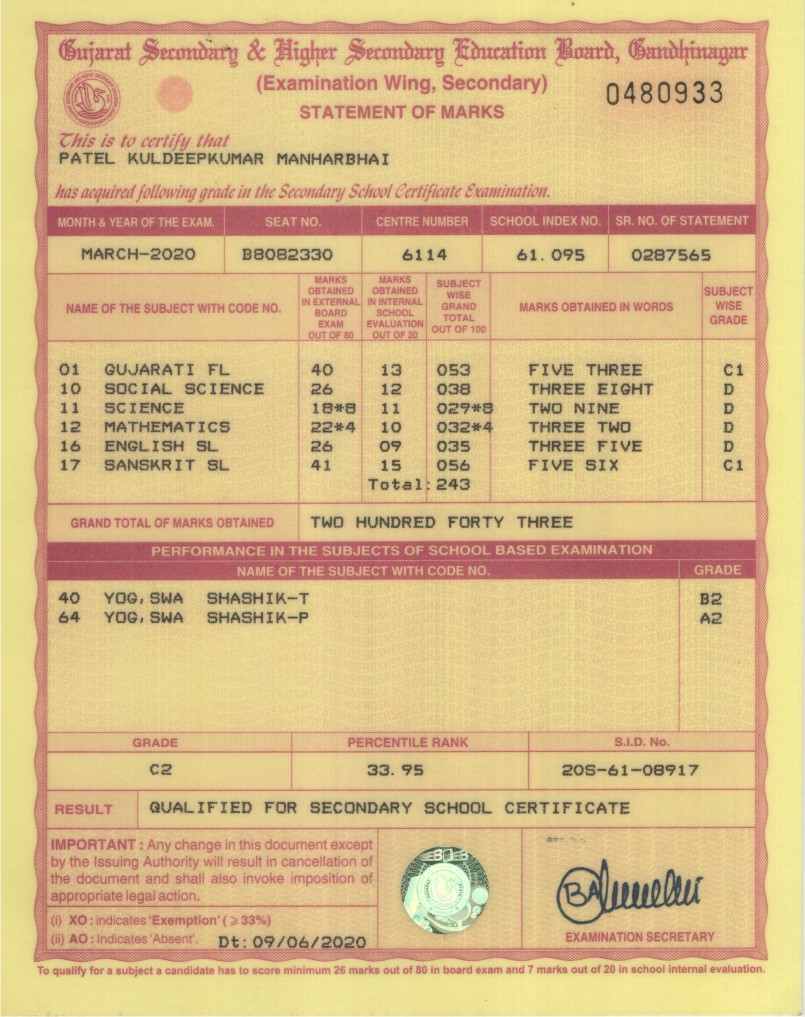 Gujarat Secondary & Higher Secondary Education Board, Gandhinagar
(Examination Wing, Secondary)
0480933
STATEMENT OF MARKS
This is to certify that
PATEL KULDEEPKUMAR MANHARBHAI
has acquired following grade in the Secondary School Certificate Examination.
MONTH & YEAR OF THE EXAM. SEAT NO. CENTRE NUMBER SCHOOL INDEX NO. SR. NO. OF STATEMENT
MARCH-2020 B8082330 6114 61.095 0287565
NAME OF THE SUBJECT WITH CODE NO. MARKS OBTAINED IN EXTERNAL BOARD EXAM OUT OF 80 MARKS OBTAINED IN INTERNAL SCHOOL EVALUATION OUT OF 20 SUBJECT WISE GRAND TOTAL OUT OF 100 MARKS OBTAINED IN WORDS SUBJECT WISE GRADE
01 GUJARATI FL 40 13 053 FIVE THREE C1
10 SOCIAL SCIENCE 26 12 038 THREE EIGHT D
11 SCIENCE 18*8 11 029*8 TWO NINE D
12 MATHEMATICS 22*4 10 032*4 THREE TWO D
16 ENGLISH SL 26 09 035 THREE FIVE D
17 SANSKRIT SL 41 15 056 FIVE SIX C1
Total:243
GRAND TOTAL OF MARKS OBTAINED TWO HUNDRED FORTY THREE
PERFORMANCE IN THE SUBJECTS OF SCHOOL BASED EXAMINATION
NAME OF THE SUBJECT WITH CODE NO. GRADE
40 YOG,SWA SHASHIK-T B2
64 YOG,SWA SHASHIK-P A2
GRADE PERCENTILE RANK S.I.D. No.
C2 33.95 20S-61-08917
RESULT QUALIFIED FOR SECONDARY SCHOOL CERTIFICATE
IMPORTANT : Any change in this document except
by the Issuing Authority will result in cancellation of
the document and shall also invoke imposition of
appropriate legal action.
(i) XO : indicates 'Exemption' (≥33%)
(ii) AO : Indicates 'Absent'. Dt:09/06/2020
EXAMINATION SECRETARY
To qualify for a subject a candidate has to score minimum 26 marks out of 80 in board exam and 7 marks out of 20 in school internal evaluation.